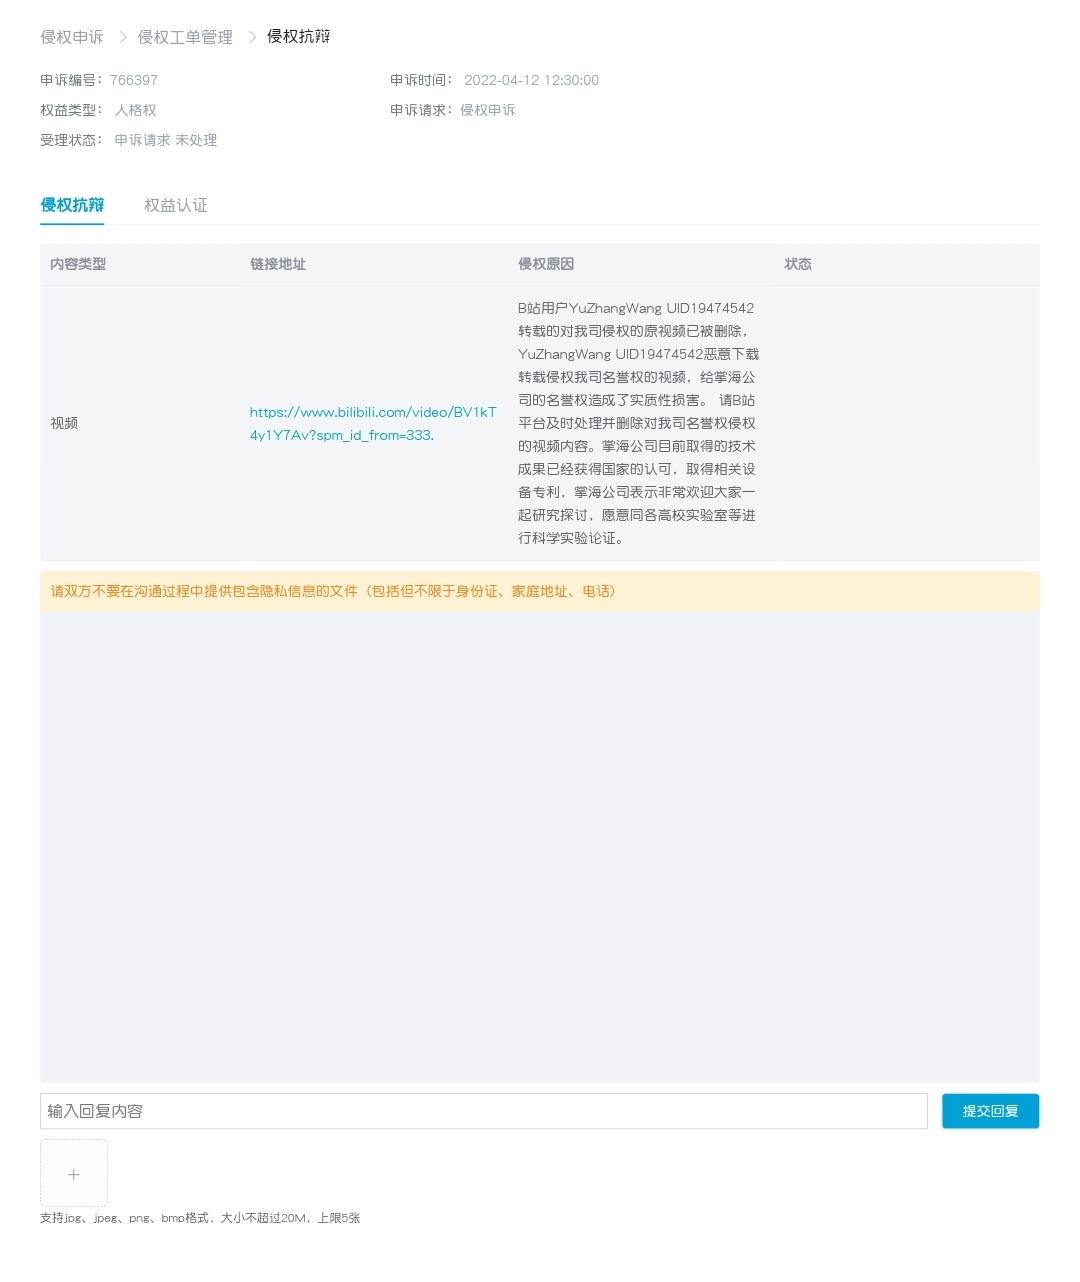 侵权申诉 > 侵权工单管理 > 侵权抗辩
申诉编号：766397 申诉时间： 2022-04-12 12:30:00
权益类型： 人格权 申诉请求：侵权申诉
受理状态： 申诉请求 未处理
侵权抗辩 权益认证
内容类型 链接地址 侵权原因 状态
视频
https://www.bilibili.com/video/BV1kT
4y1Y7Av?spm_id_from=333.
B站用户YuZhangWang UID19474542
转载的对我司侵权的原视频已被删除，
YuZhangWang UID19474542恶意下载
转载侵权我司名誉权的视频，给掌海公
司的名誉权造成了实质性损害。 请B站
平台及时处理并删除对我司名誉权侵权
的视频内容。掌海公司目前取得的技术
成果已经获得国家的认可，取得相关设
备专利，掌海公司表示非常欢迎大家一
起研究探讨，愿意同各高校实验室等进
行科学实验论证。
请双方不要在沟通过程中提供包含隐私信息的文件（包括但不限于身份证、家庭地址、电话）
输入回复内容 提交回复
+
支持jpg、jpeg、png、bmp格式，大小不超过20M，上限5张